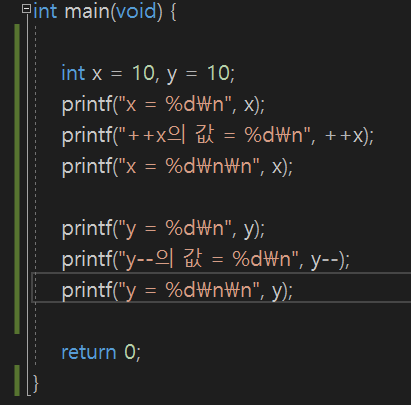 int main(void) {
int x = 10, y = 10;
printf("x = %d₩n", x);
printf("++x의 값 = %d₩n", ++x);
printf("x = %d₩n₩n", x);
printf("y = %d₩n", y);
printf("y--의 값 = %d₩n", y--);
printf("y = %d₩n₩n", y);
return 0;
}